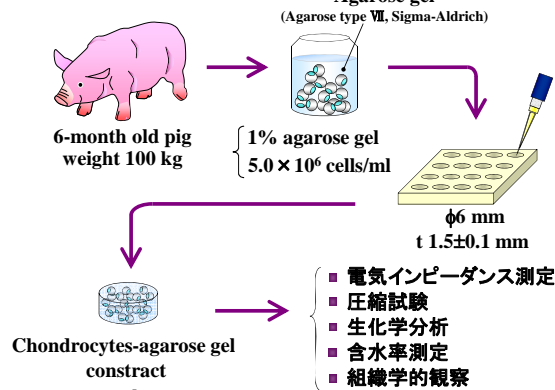 Agarose gel
(Agarose type Ⅶ, Sigma-Aldrich)
6-month old pig
weight 100 kg
1% agarose gel
5.0×10⁶ cells/ml
ϕ6 mm
t 1.5±0.1 mm
Chondrocytes-agarose gel
constract
電気インピーダンス測定
圧縮試験
生化学分析
含水率測定
組織学的観察